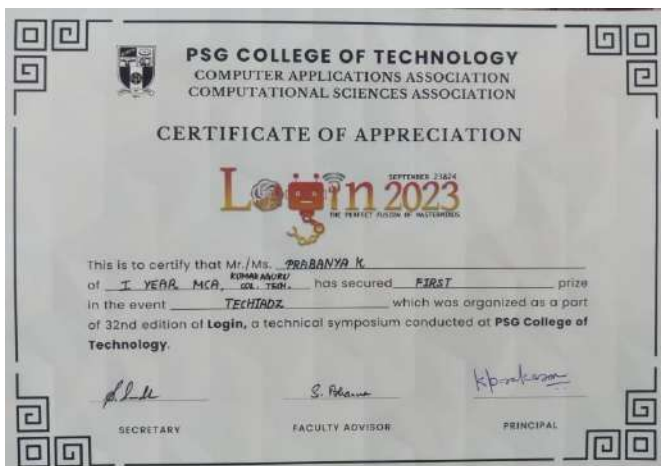 PSG COLLEGE OF TECHNOLOGY
COMPUTER APPLICATIONS ASSOCIATION
COMPUTATIONAL SCIENCES ASSOCIATION
CERTIFICATE OF APPRECIATION
SEPTEMBER 23&24
Login 2023
THE PERFECT FUSION OF MASTERMINDS
This is to certify that Mr./Ms. PRABANYA K
of I YEAR MCA, KUMARAGURU COL. TECH. has secured FIRST prize
in the event TECHIADZ which was organized as a part
of 32nd edition of Login, a technical symposium conducted at PSG College of
Technology.
SECRETARY
FACULTY ADVISOR
PRINCIPAL